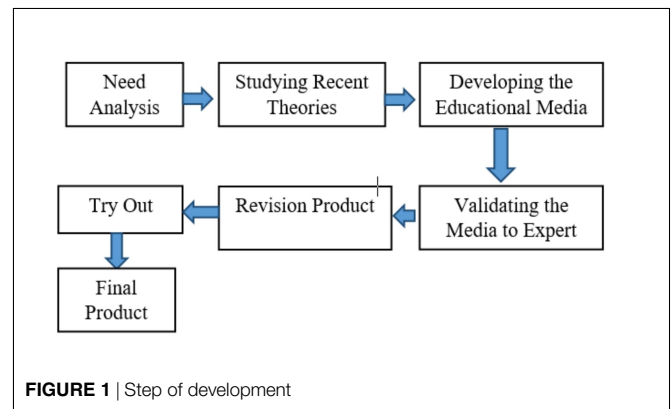 Need
Analysis
Studying Recent
Theories
Developing the
Educational Media
Validating the
Media to Expert
Revision Product
Try Out
Final
Product
FIGURE 1 | Step of development